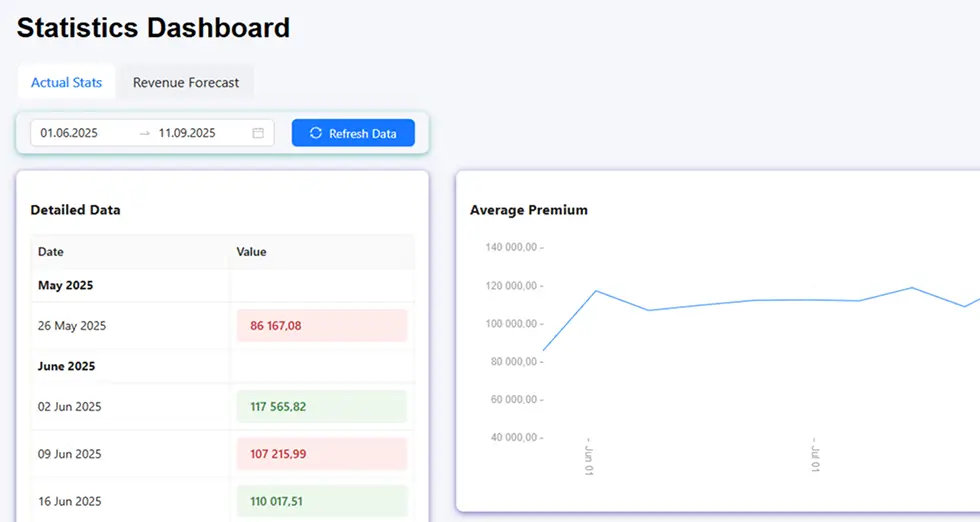 Statistics Dashboard
Actual Stats Revenue Forecast
01.06.2025 → 11.09.2025 Refresh Data
Detailed Data
Date Value
May 2025
26 May 2025 86 167,08
June 2025
02 Jun 2025 117 565,82
09 Jun 2025 107 215,99
16 Jun 2025 110 017,51
Average Premium
140 000,00
120 000,00
100 000,00
80 000,00
60 000,00
40 000,00
Jun 01
Jul 01